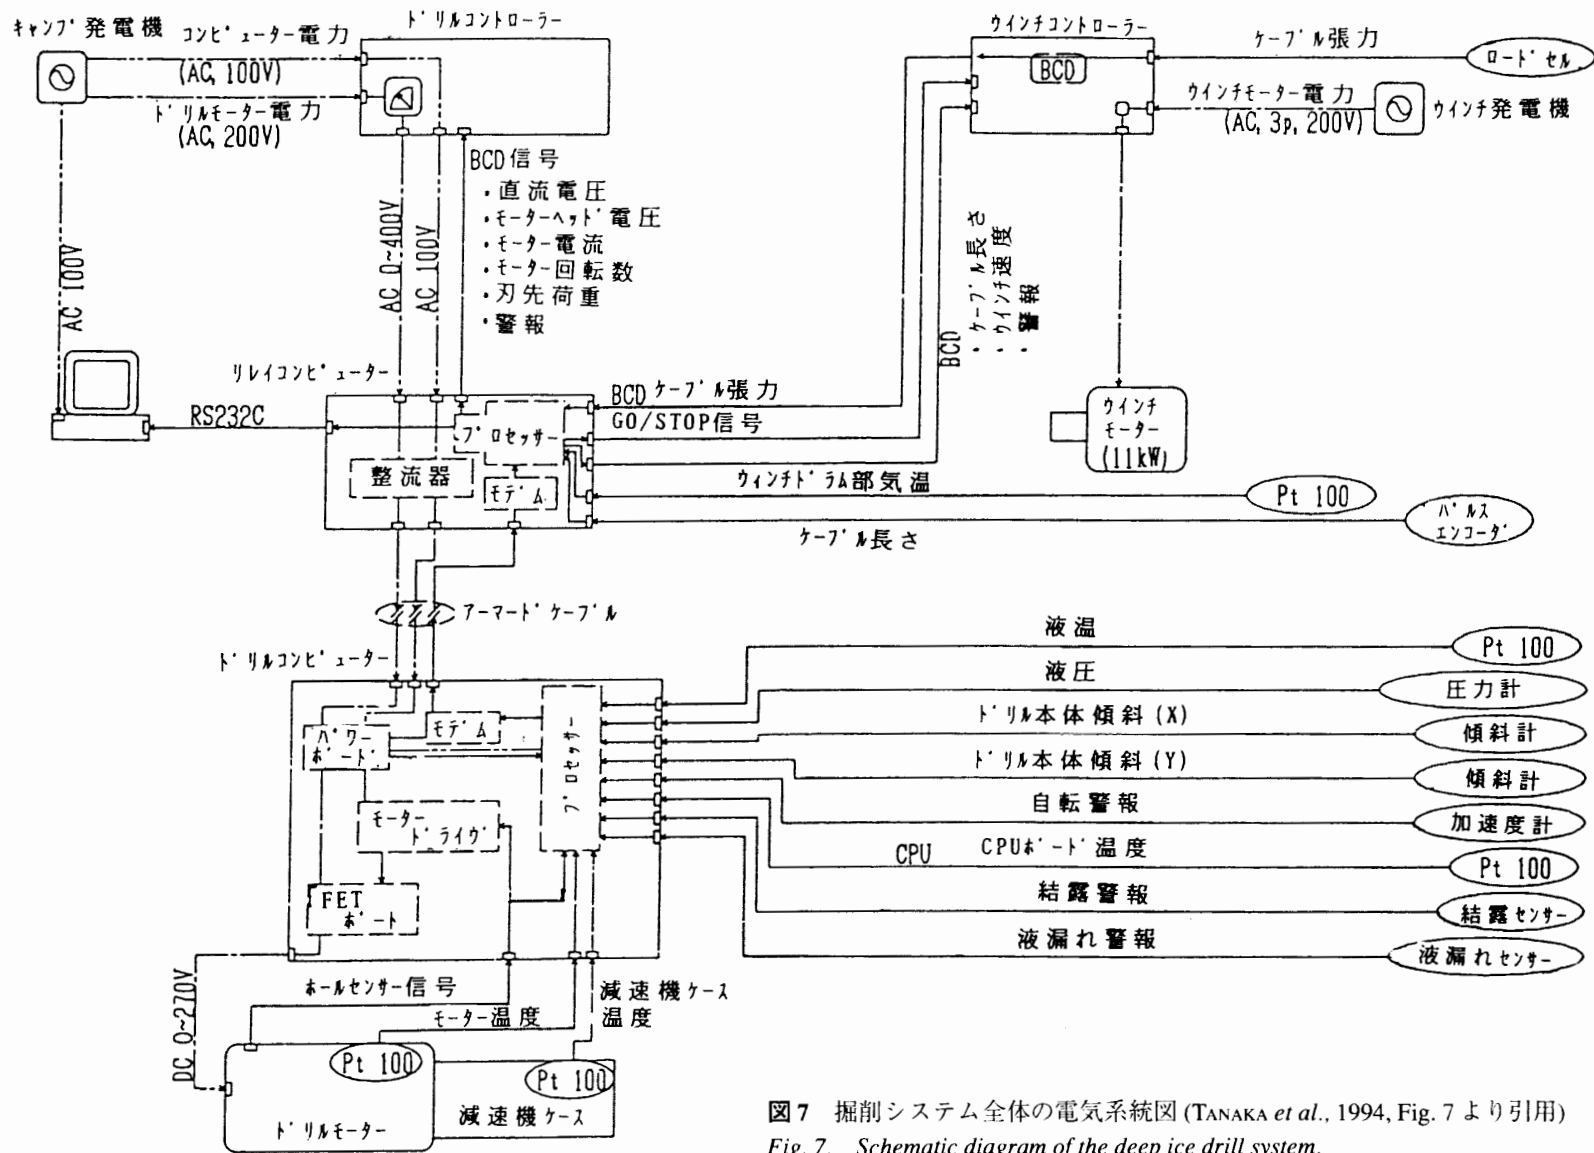 キャンプ発電機
コンピューター電力
(AC, 100V)
ドリルモーター電力
(AC, 200V)
ドリルコントローラー
ウインチコントローラー
BCD
ケーブル張力
ロードセル
ウインチモーター電力
(AC, 3p, 200V)
ウインチ発電機
BCD信号
・直流電圧
・モーターヘッド電圧
・モーター電流
・モーター回転数
・刃先荷重
・警報
AC 100V
AC 0~400V
AC 100V
BCD
・ケーブル長さ
・ウインチ速度
・警報
ウインチ
モーター
(11kW)
リレイコンピューター
RS232C
プロセッサー
整流器
モデム
BCD ケーブル張力
GO/STOP信号
ウィンチドラム部気温
Pt 100
ケーブル長さ
パルス
エンコーダ
アーマードケーブル
ドリルコンピューター
パワー
ボード
モデム
プロセッサー
モーター
ドライヴ
FET
ボート
液温
Pt 100
液圧
圧力計
ドリル本体傾斜(X)
傾斜計
ドリル本体傾斜(Y)
傾斜計
自転警報
加速度計
CPU
CPUボード温度
Pt 100
結露警報
結露センサー
液漏れ警報
液漏れセンサー
DC 0~270V
ホールセンサー信号
モーター温度
減速機ケース
温度
Pt 100
Pt 100
ドリルモーター
減速機ケース
図7 掘削システム全体の電気系統図 (TANAKA et al., 1994, Fig. 7 より引用)
Fig. 7. Schematic diagram of the deep ice drill system.